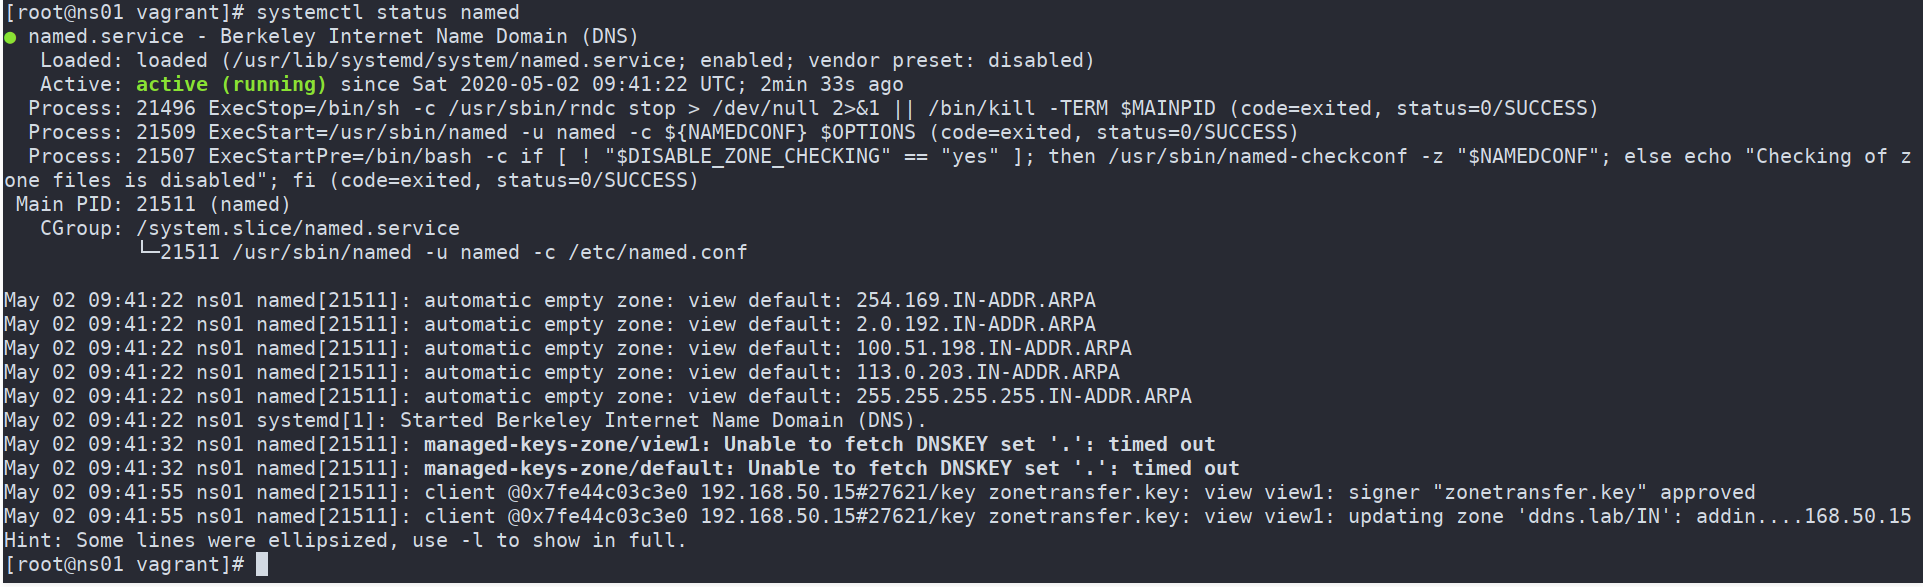 [root@ns01 vagrant]# systemctl status named
● named.service - Berkeley Internet Name Domain (DNS)
   Loaded: loaded (/usr/lib/systemd/system/named.service; enabled; vendor preset: disabled)
   Active: active (running) since Sat 2020-05-02 09:41:22 UTC; 2min 33s ago
  Process: 21496 ExecStop=/bin/sh -c /usr/sbin/rndc stop > /dev/null 2>&1 || /bin/kill -TERM $MAINPID (code=exited, status=0/SUCCESS)
  Process: 21509 ExecStart=/usr/sbin/named -u named -c ${NAMEDCONF} $OPTIONS (code=exited, status=0/SUCCESS)
  Process: 21507 ExecStartPre=/bin/bash -c if [ ! "$DISABLE_ZONE_CHECKING" == "yes" ]; then /usr/sbin/named-checkconf -z "$NAMEDCONF"; else echo "Checking of z
one files is disabled"; fi (code=exited, status=0/SUCCESS)
 Main PID: 21511 (named)
   CGroup: /system.slice/named.service
           └─21511 /usr/sbin/named -u named -c /etc/named.conf

May 02 09:41:22 ns01 named[21511]: automatic empty zone: view default: 254.169.IN-ADDR.ARPA
May 02 09:41:22 ns01 named[21511]: automatic empty zone: view default: 2.0.192.IN-ADDR.ARPA
May 02 09:41:22 ns01 named[21511]: automatic empty zone: view default: 100.51.198.IN-ADDR.ARPA
May 02 09:41:22 ns01 named[21511]: automatic empty zone: view default: 113.0.203.IN-ADDR.ARPA
May 02 09:41:22 ns01 named[21511]: automatic empty zone: view default: 255.255.255.255.IN-ADDR.ARPA
May 02 09:41:22 ns01 systemd[1]: Started Berkeley Internet Name Domain (DNS).
May 02 09:41:32 ns01 named[21511]: managed-keys-zone/view1: Unable to fetch DNSKEY set '.': timed out
May 02 09:41:32 ns01 named[21511]: managed-keys-zone/default: Unable to fetch DNSKEY set '.': timed out
May 02 09:41:55 ns01 named[21511]: client @0x7fe44c03c3e0 192.168.50.15#27621/key zonetransfer.key: view view1: signer "zonetransfer.key" approved
May 02 09:41:55 ns01 named[21511]: client @0x7fe44c03c3e0 192.168.50.15#27621/key zonetransfer.key: view view1: updating zone 'ddns.lab/IN': addin....168.50.15
Hint: Some lines were ellipsized, use -l to show in full.
[root@ns01 vagrant]#